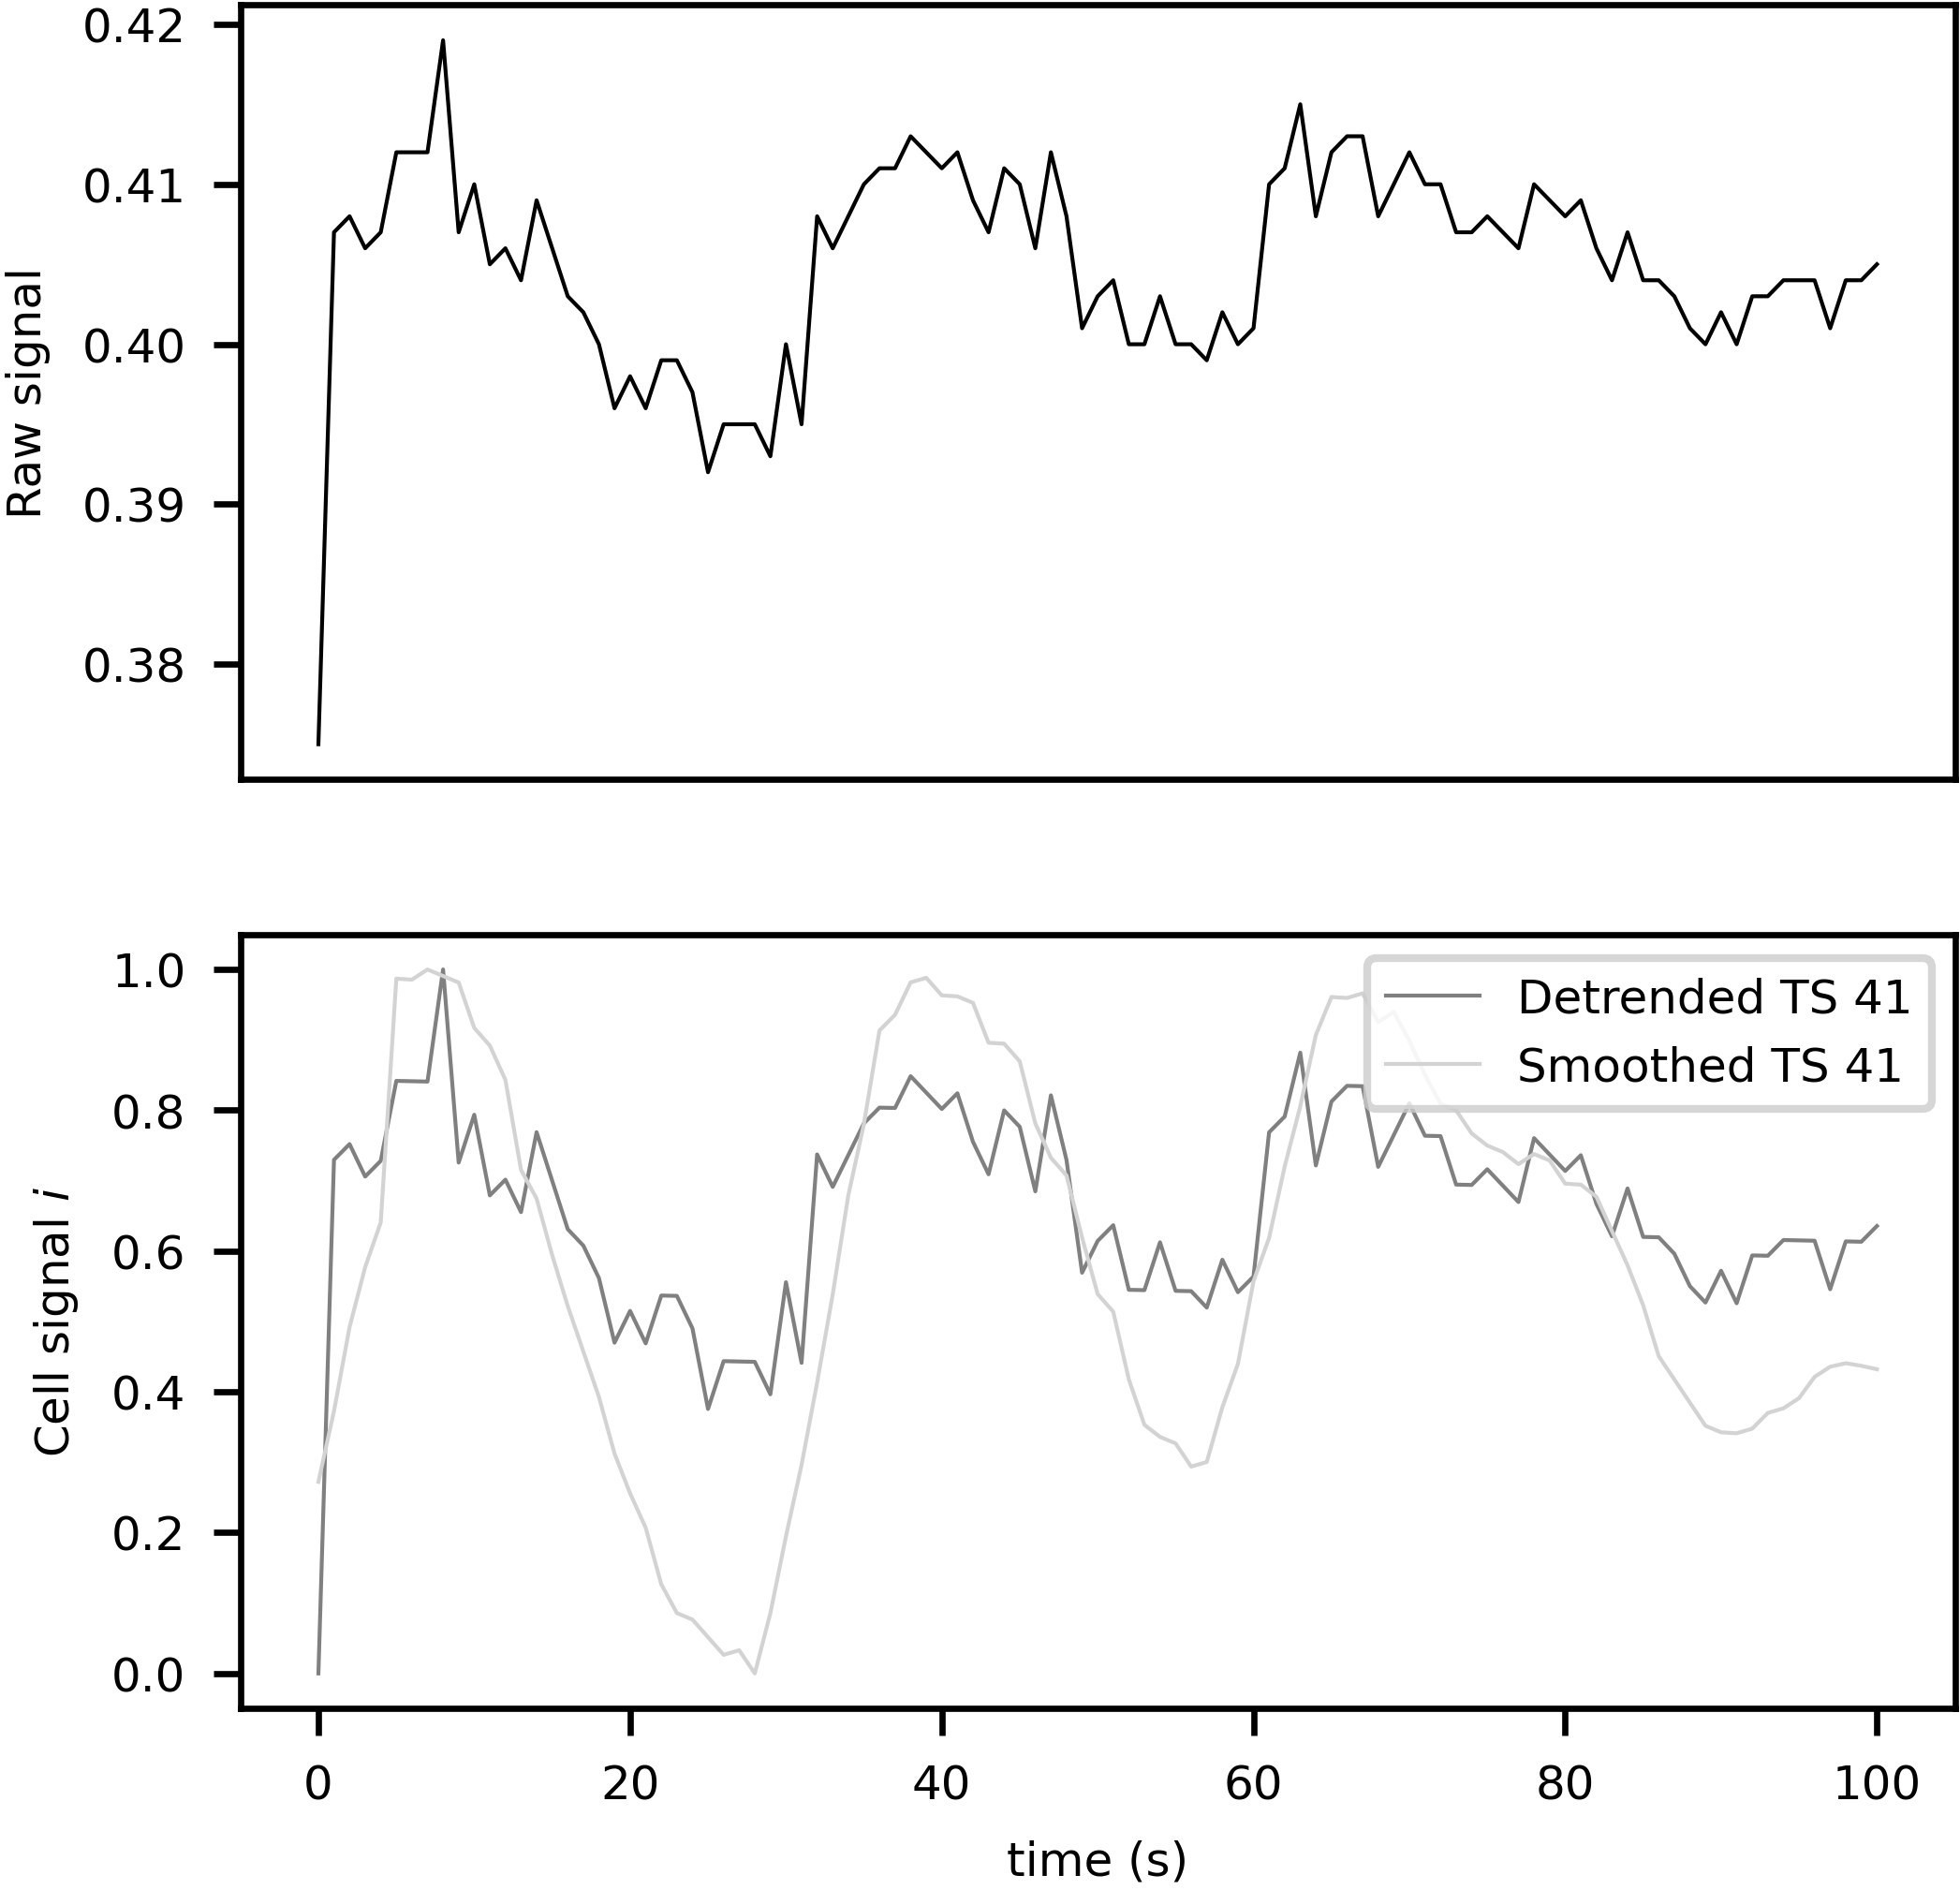 Raw signal
0.42
0.41
0.40
0.39
0.38
Cell signal i
1.0
0.8
0.6
0.4
0.2
0.0
Detrended TS 41
Smoothed TS 41
0 20 40 60 80 100
time (s)